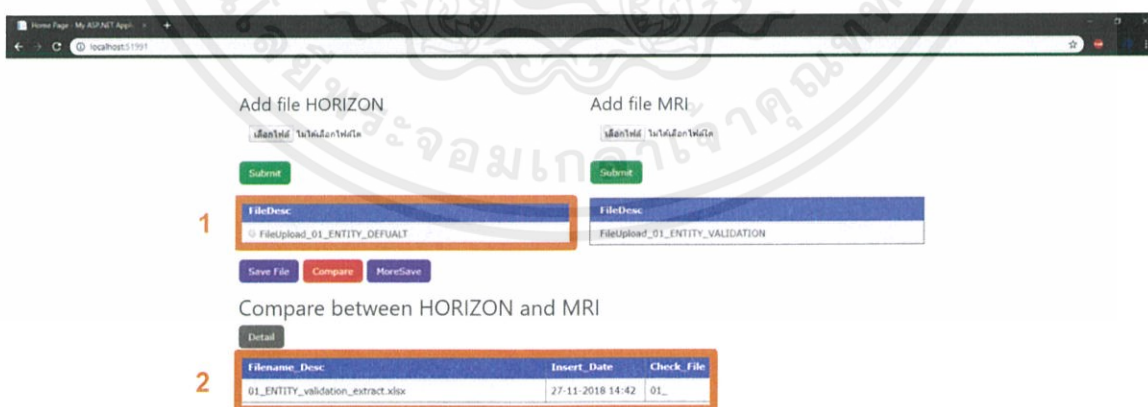 Home Page - My ASP.NET Appli
localhost:51991
Add file HORIZON
Add file MRI
เลือกไฟล์ ไม่ได้เลือกไฟล์ใด
เลือกไฟล์ ไม่ได้เลือกไฟล์ใด
Submit
Submit
1
FileDesc
FileDesc
FileUpload_01_ENTITY_DEFUALT
FileUpload_01_ENTITY_VALIDATION
Save File
Compare
MoreSave
Compare between HORIZON and MRI
Detail
2
Filename_Desc Insert_Date Check_File
01_ENTITY_validation_extract.xlsx 27-11-2018 14:42 01_